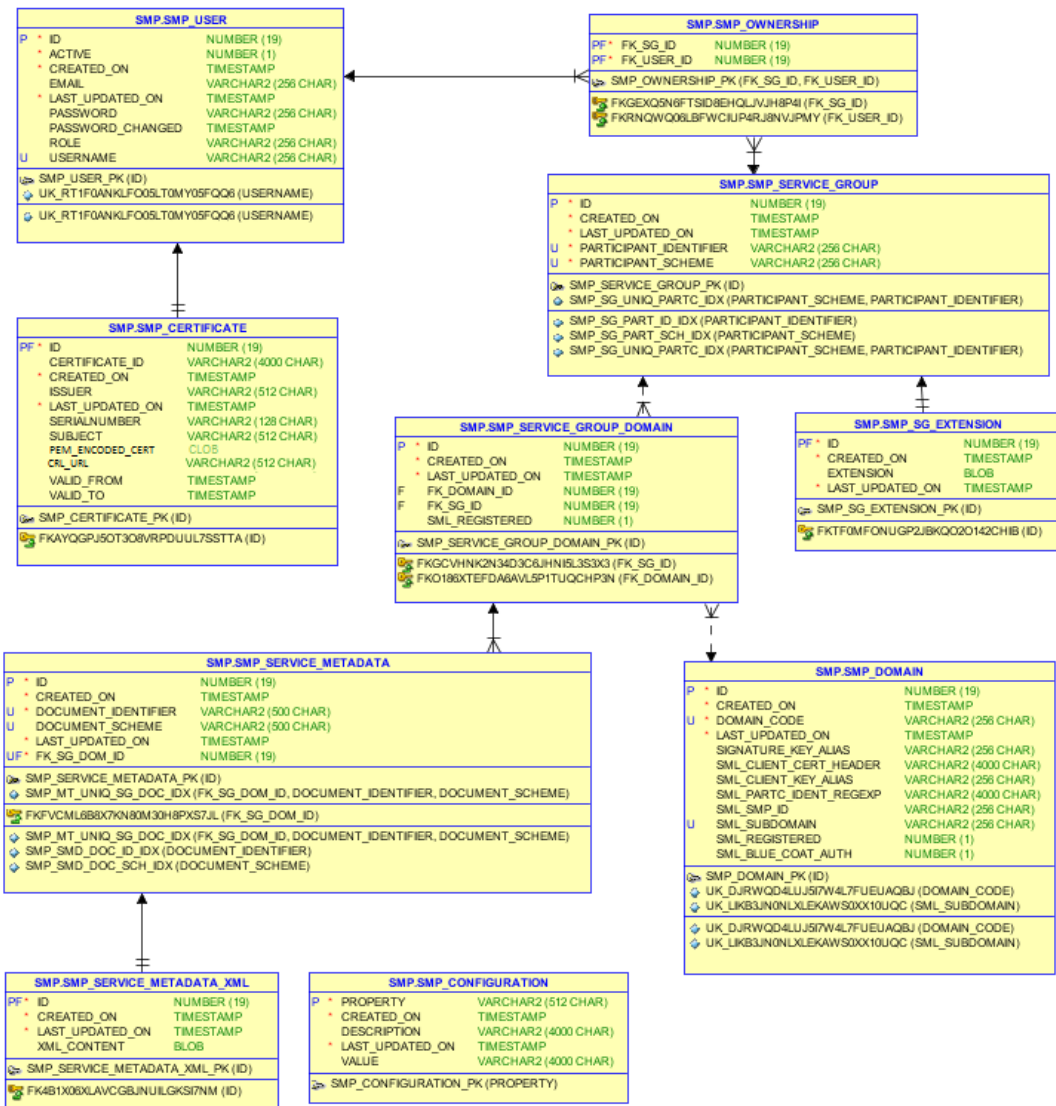 SMP.SMP_USER
P * ID NUMBER (19)
* ACTIVE NUMBER (1)
* CREATED_ON TIMESTAMP
EMAIL VARCHAR2 (256 CHAR)
* LAST_UPDATED_ON TIMESTAMP
PASSWORD VARCHAR2 (256 CHAR)
PASSWORD_CHANGED TIMESTAMP
ROLE VARCHAR2 (256 CHAR)
U USERNAME VARCHAR2 (256 CHAR)
SMP_USER_PK (ID)
UK_RT1F0ANKLFO05LT0MY05FQQ6 (USERNAME)
UK_RT1F0ANKLFO05LT0MY05FQQ6 (USERNAME)
SMP.SMP_OWNERSHIP
PF * FK_SG_ID NUMBER (19)
PF * FK_USER_ID NUMBER (19)
SMP_OWNERSHIP_PK (FK_SG_ID, FK_USER_ID)
FKGEXQ5N6FTSID8EHQLJVJH8P4I (FK_SG_ID)
FKRNQWQ06LBFWCIUP4RJ8NVJPMY (FK_USER_ID)
SMP.SMP_SERVICE_GROUP
P * ID NUMBER (19)
* CREATED_ON TIMESTAMP
* LAST_UPDATED_ON TIMESTAMP
U * PARTICIPANT_IDENTIFIER VARCHAR2 (256 CHAR)
U * PARTICIPANT_SCHEME VARCHAR2 (256 CHAR)
SMP_SERVICE_GROUP_PK (ID)
SMP_SG_UNIQ_PARTC_IDX (PARTICIPANT_SCHEME, PARTICIPANT_IDENTIFIER)
SMP_SG_PART_ID_IDX (PARTICIPANT_IDENTIFIER)
SMP_SG_PART_SCH_IDX (PARTICIPANT_SCHEME)
SMP_SG_UNIQ_PARTC_IDX (PARTICIPANT_SCHEME, PARTICIPANT_IDENTIFIER)
SMP.SMP_CERTIFICATE
PF * ID NUMBER (19)
CERTIFICATE_ID VARCHAR2 (4000 CHAR)
* CREATED_ON TIMESTAMP
ISSUER VARCHAR2 (512 CHAR)
* LAST_UPDATED_ON TIMESTAMP
SERIALNUMBER VARCHAR2 (128 CHAR)
SUBJECT VARCHAR2 (512 CHAR)
PEM_ENCODED_CERT CLOB
CRL_URL VARCHAR2 (512 CHAR)
VALID_FROM TIMESTAMP
VALID_TO TIMESTAMP
SMP_CERTIFICATE_PK (ID)
FKAYQGPJ5OT3O8VRPDUUL7SSTTA (ID)
SMP.SMP_SERVICE_GROUP_DOMAIN
P * ID NUMBER (19)
* CREATED_ON TIMESTAMP
* LAST_UPDATED_ON TIMESTAMP
F FK_DOMAIN_ID NUMBER (19)
F FK_SG_ID NUMBER (19)
SML_REGISTERED NUMBER (1)
SMP_SERVICE_GROUP_DOMAIN_PK (ID)
FKGCVHNK2N34D3C6JHNI5L3S3X3 (FK_SG_ID)
FKO186XTEFDA6AVL5P1TUQCHP3N (FK_DOMAIN_ID)
SMP.SMP_SG_EXTENSION
PF * ID NUMBER (19)
* CREATED_ON TIMESTAMP
EXTENSION BLOB
* LAST_UPDATED_ON TIMESTAMP
SMP_SG_EXTENSION_PK (ID)
FKTF0MFONUGP2JBKQO2O142CHIB (ID)
SMP.SMP_SERVICE_METADATA
P * ID NUMBER (19)
* CREATED_ON TIMESTAMP
U * DOCUMENT_IDENTIFIER VARCHAR2 (500 CHAR)
U DOCUMENT_SCHEME VARCHAR2 (500 CHAR)
* LAST_UPDATED_ON TIMESTAMP
UF * FK_SG_DOM_ID NUMBER (19)
SMP_SERVICE_METADATA_PK (ID)
SMP_MT_UNIQ_SG_DOC_IDX (FK_SG_DOM_ID, DOCUMENT_IDENTIFIER, DOCUMENT_SCHEME)
FKFVCML6B8X7KN80M30H8PXS7JL (FK_SG_DOM_ID)
SMP_MT_UNIQ_SG_DOC_IDX (FK_SG_DOM_ID, DOCUMENT_IDENTIFIER, DOCUMENT_SCHEME)
SMP_SMD_DOC_ID_IDX (DOCUMENT_IDENTIFIER)
SMP_SMD_DOC_SCH_IDX (DOCUMENT_SCHEME)
SMP.SMP_DOMAIN
P * ID NUMBER (19)
* CREATED_ON TIMESTAMP
U * DOMAIN_CODE VARCHAR2 (256 CHAR)
* LAST_UPDATED_ON TIMESTAMP
SIGNATURE_KEY_ALIAS VARCHAR2 (256 CHAR)
SML_CLIENT_CERT_HEADER VARCHAR2 (4000 CHAR)
SML_CLIENT_KEY_ALIAS VARCHAR2 (256 CHAR)
SML_PARTC_IDENT_REGEXP VARCHAR2 (4000 CHAR)
SML_SMP_ID VARCHAR2 (256 CHAR)
U SML_SUBDOMAIN VARCHAR2 (256 CHAR)
SML_REGISTERED NUMBER (1)
SML_BLUE_COAT_AUTH NUMBER (1)
SMP_DOMAIN_PK (ID)
UK_DJRWQD4LUJ5I7W4L7FUEUAQBJ (DOMAIN_CODE)
UK_LIKB3JN0NLXLEKAWS0XX10UQC (SML_SUBDOMAIN)
UK_DJRWQD4LUJ5I7W4L7FUEUAQBJ (DOMAIN_CODE)
UK_LIKB3JN0NLXLEKAWS0XX10UQC (SML_SUBDOMAIN)
SMP.SMP_SERVICE_METADATA_XML
PF * ID NUMBER (19)
* CREATED_ON TIMESTAMP
* LAST_UPDATED_ON TIMESTAMP
XML_CONTENT BLOB
SMP_SERVICE_METADATA_XML_PK (ID)
FK4B1X06XLAVCGBJNUILGKSI7NM (ID)
SMP.SMP_CONFIGURATION
P * PROPERTY VARCHAR2 (512 CHAR)
* CREATED_ON TIMESTAMP
DESCRIPTION VARCHAR2 (4000 CHAR)
* LAST_UPDATED_ON TIMESTAMP
VALUE VARCHAR2 (4000 CHAR)
SMP_CONFIGURATION_PK (PROPERTY)